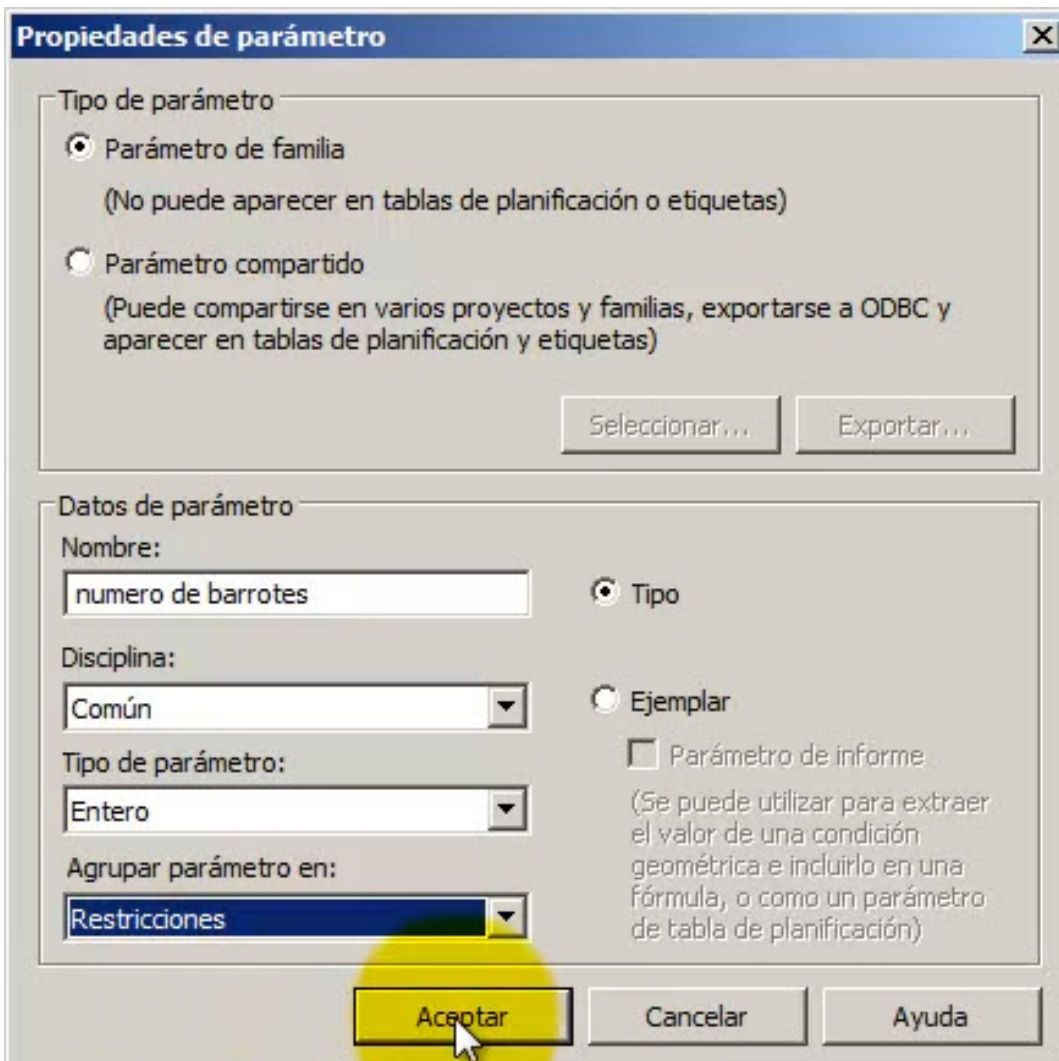 Propiedades de parámetro
Tipo de parámetro
Parámetro de familia
(No puede aparecer en tablas de planificación o etiquetas)
Parámetro compartido
(Puede compartirse en varios proyectos y familias, exportarse a ODBC y
aparecer en tablas de planificación y etiquetas)
Seleccionar...
Exportar...
Datos de parámetro
Nombre:
numero de barrotes
Tipo
Disciplina:
Común
Ejemplar
Parámetro de informe
Tipo de parámetro:
Entero
(Se puede utilizar para extraer
el valor de una condición
geométrica e incluirlo en una
fórmula, o como un parámetro
de tabla de planificación)
Agrupar parámetro en:
Restricciones
Aceptar
Cancelar
Ayuda